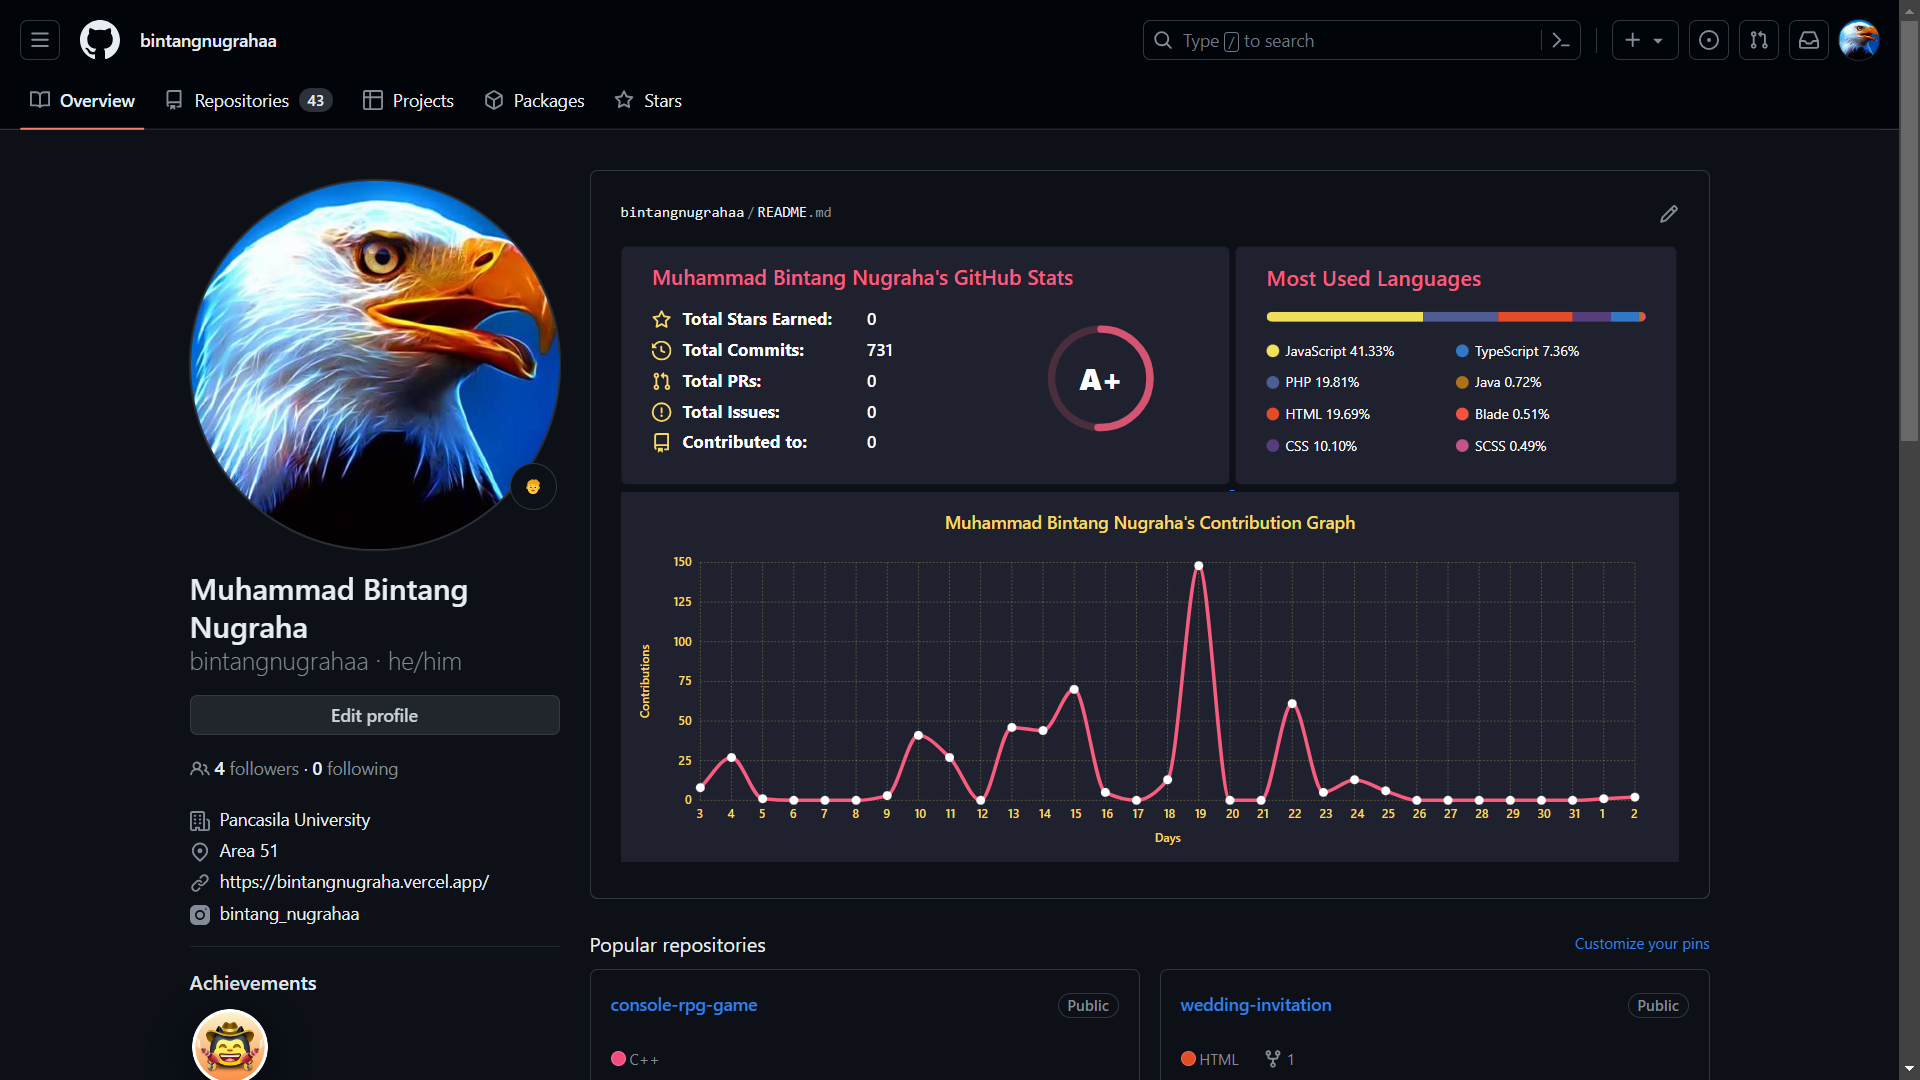 bintangnugrahaa
Type / to search
Overview
Repositories 43
Projects
Packages
Stars
Muhammad Bintang
Nugraha
bintangnugrahaa · he/him
Edit profile
4 followers · 0 following
Pancasila University
Area 51
https://bintangnugraha.vercel.app/
bintang_nugrahaa
Achievements
bintangnugrahaa/README.md
Muhammad Bintang Nugraha's GitHub Stats
Total Stars Earned: 0
Total Commits: 731
Total PRs: 0
Total Issues: 0
Contributed to: 0
A+
Most Used Languages
JavaScript 41.33%
PHP 19.81%
HTML 19.69%
CSS 10.10%
TypeScript 7.36%
Java 0.72%
Blade 0.51%
SCSS 0.49%
Muhammad Bintang Nugraha's Contribution Graph
150
125
100
75
50
25
0
Contributions
3 4 5 6 7 8 9 10 11 12 13 14 15 16 17 18 19 20 21 22 23 24 25 26 27 28 29 30 31 1 2
Days
Popular repositories
Customize your pins
console-rpg-game
Public
C++
wedding-invitation
Public
HTML
1